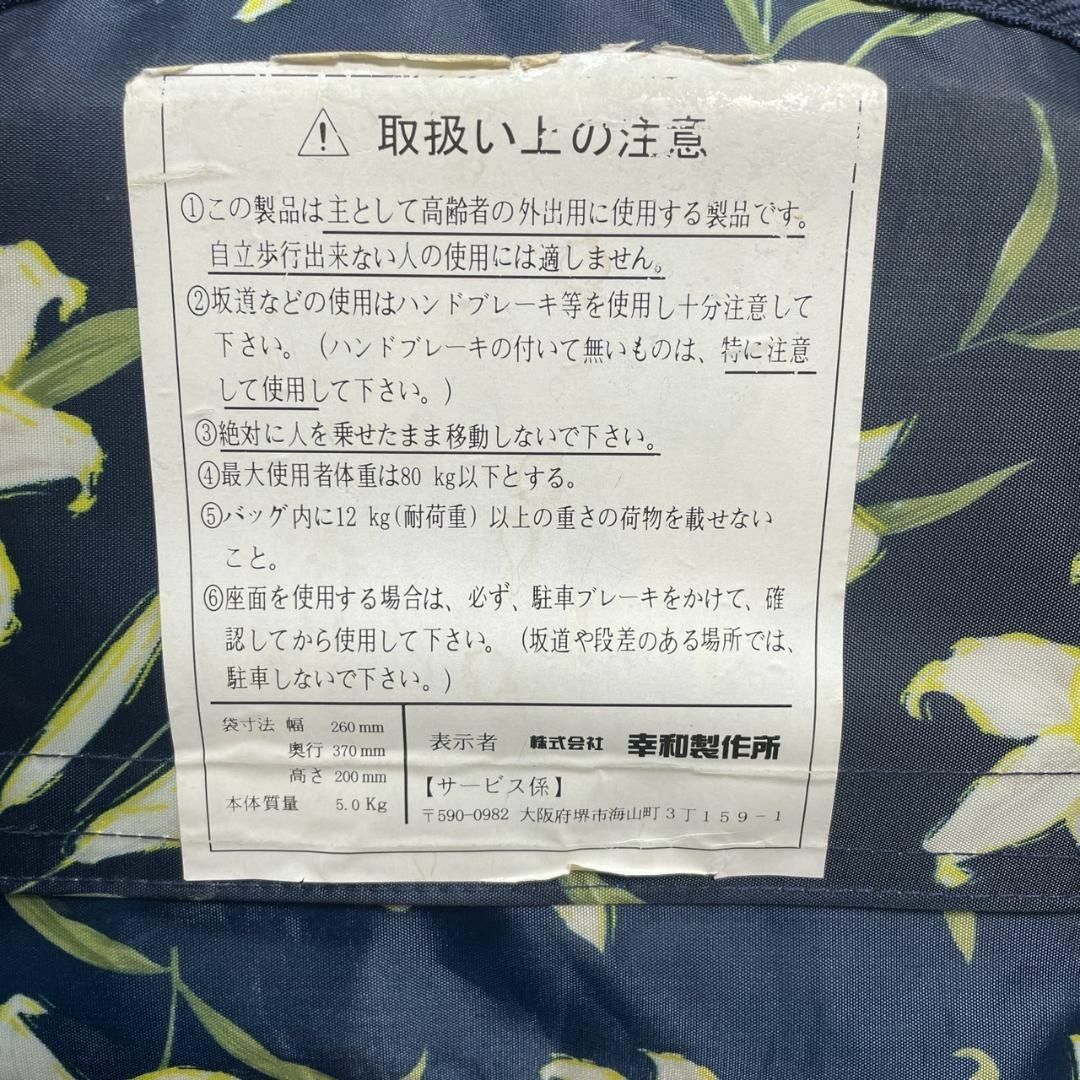 ⚠ 取扱い上の注意
①この製品は主として高齢者の外出用に使用する製品です。
自立歩行出来ない人の使用には適しません。
②坂道などの使用はハンドブレーキ等を使用し十分注意して
下さい。（ハンドブレーキの付いて無いものは、特に注意
して使用して下さい。）
③絶対に人を乗せたまま移動しないで下さい。
④最大使用者体重は80 kg以下とする。
⑤バッグ内に12 kg(耐荷重) 以上の重さの荷物を載せない
こと。
⑥座面を使用する場合は、必ず、駐車ブレーキをかけて、確
認してから使用して下さい。（坂道や段差のある場所では、
駐車しないで下さい。）
袋寸法 幅 260mm
奥行 370mm
高さ 200mm
本体質量 5.0Kg
表示者 株式会社 幸和製作所
【サービス係】
〒590-0982 大阪府堺市海山町3丁159-1